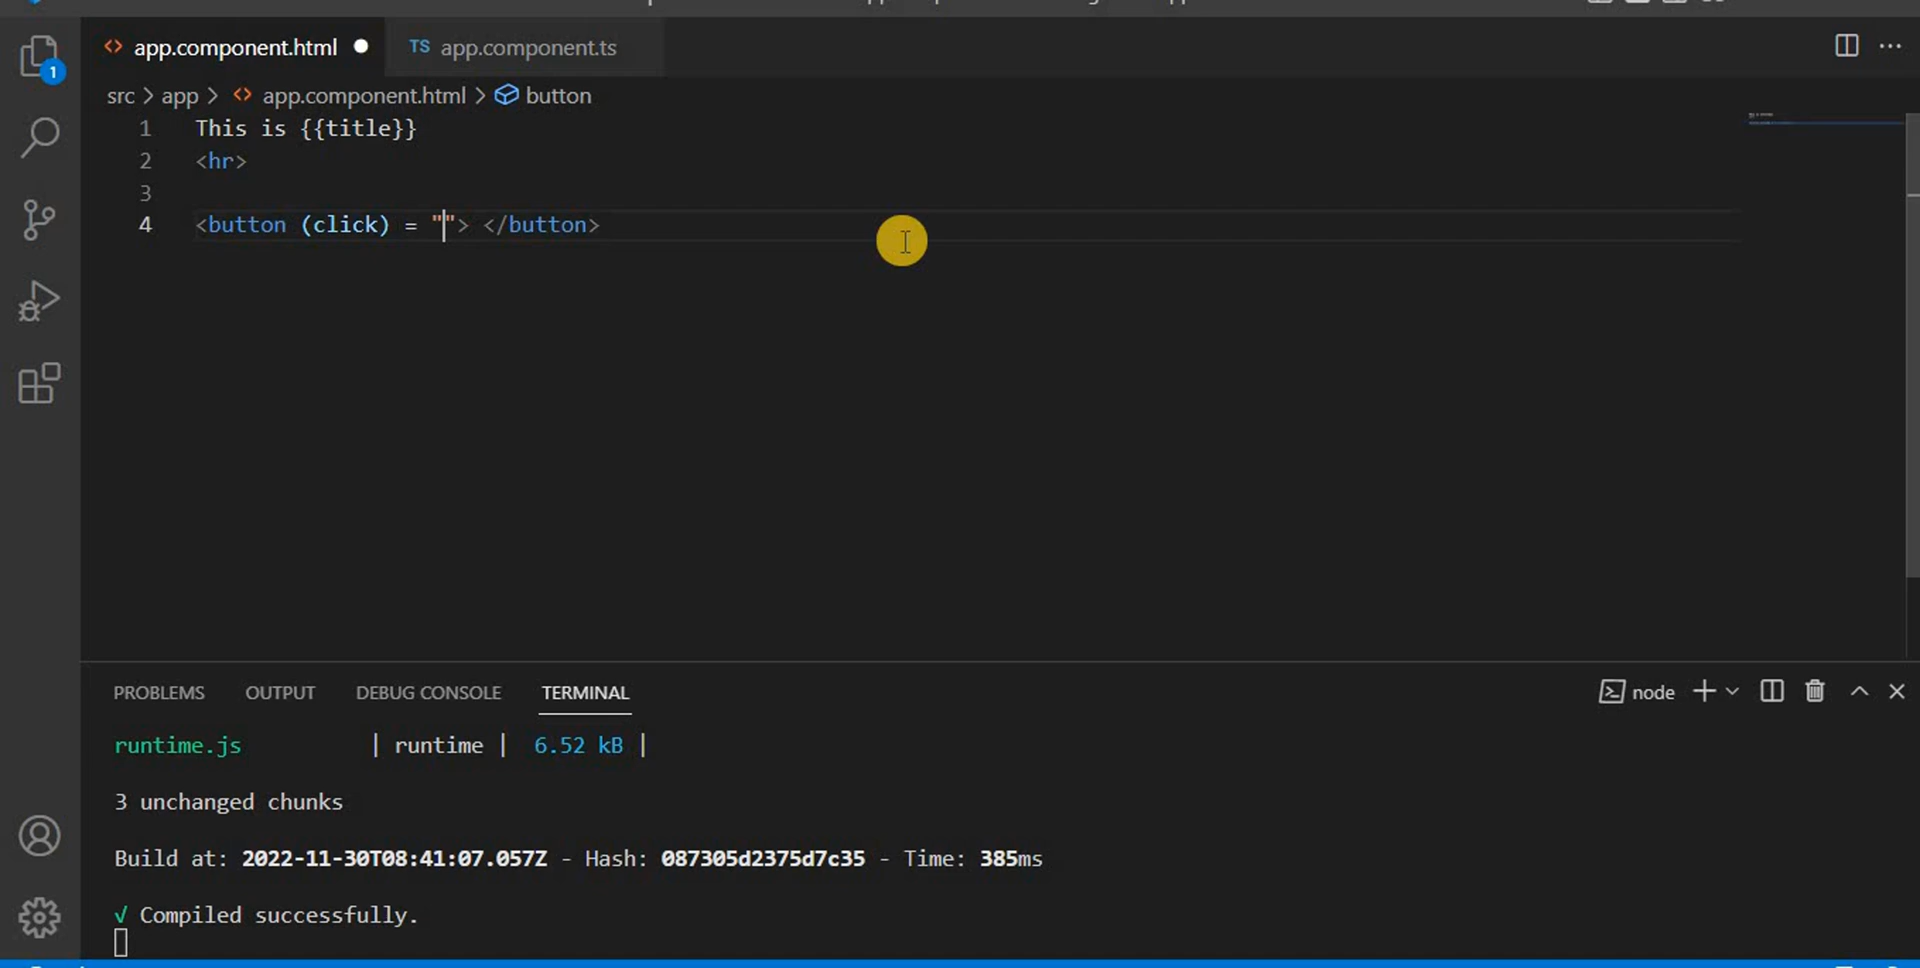 app.component.html
TS app.component.ts
1
src > app > <> app.component.html > button
1 This is {{title}}
2 <hr>
3
4 <button (click) = ""> </button>
PROBLEMS OUTPUT DEBUG CONSOLE TERMINAL
node
runtime.js | runtime | 6.52 kB |
3 unchanged chunks
Build at: 2022-11-30T08:41:07.057Z - Hash: 087305d2375d7c35 - Time: 385ms
√ Compiled successfully.